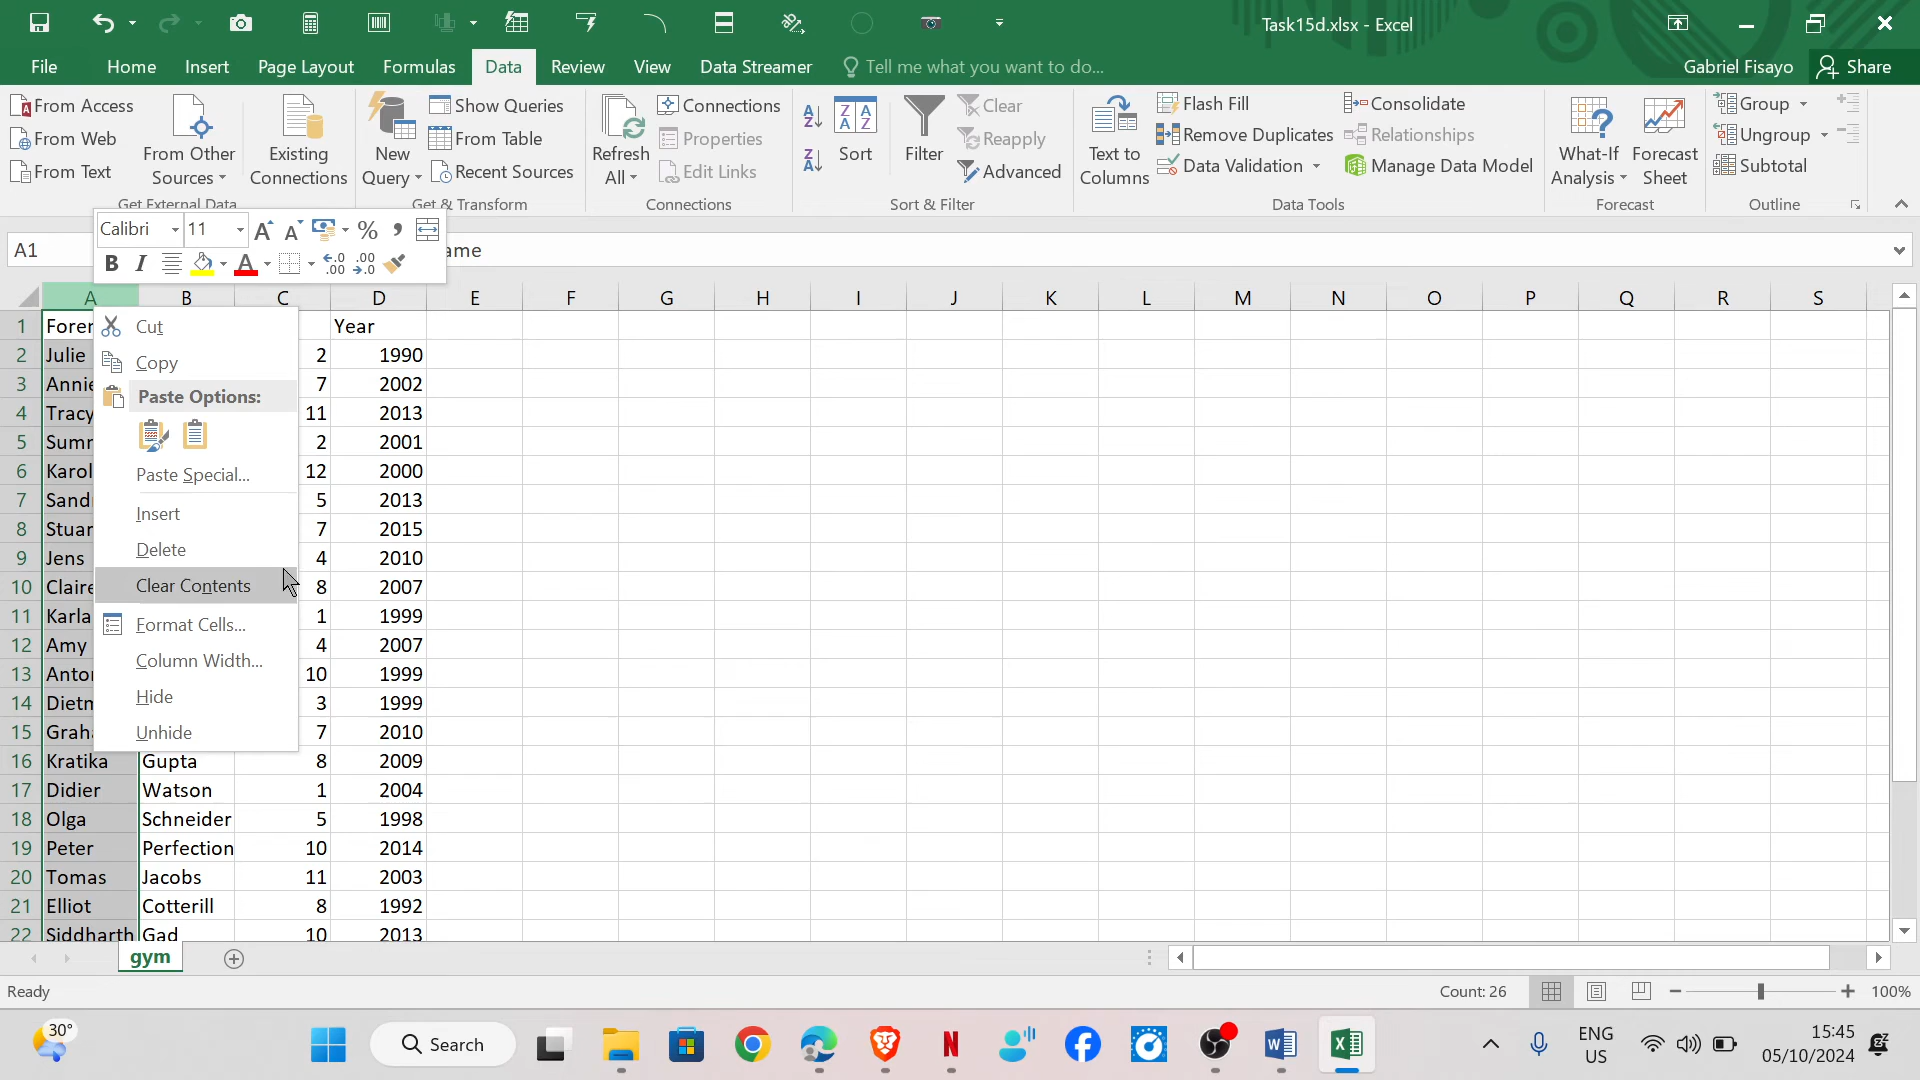 Task15d.xlsx - Excel
File Home Insert Page Layout Formulas Data Review View Data Streamer Tell me what you want to do... Gabriel Fisayo Share
From Access
From Web
From Text
From Other Sources
Existing Connections
Get External Data
New Query
Show Queries
From Table
Recent Sources
Get & Transform
Refresh All
Connections
Properties
Edit Links
Connections
Sort
Filter
Clear
Reapply
Advanced
Sort & Filter
Text to Columns
Flash Fill
Remove Duplicates
Data Validation
Consolidate
Relationships
Manage Data Model
Data Tools
What-If Analysis
Forecast Sheet
Forecast
Group
Ungroup
Subtotal
Outline
Calibri 11
A1
ame
A B C D E F G H I J K L M N O P Q R S
1 Foren Year
2 Julie 2 1990
3 Annie 7 2002
4 Tracy 11 2013
5 Sumr 2 2001
6 Karol 12 2000
7 Sand 5 2013
8 Stuar 7 2015
9 Jens 4 2010
10 Claire 8 2007
11 Karla 1 1999
12 Amy 4 2007
13 Anto 10 1999
14 Dietm 3 1999
15 Graha 7 2010
16 Kratika Gupta 8 2009
17 Didier Watson 1 2004
18 Olga Schneider 5 1998
19 Peter Perfection 10 2014
20 Tomas Jacobs 11 2003
21 Elliot Cotterill 8 1992
22 Siddharth Gad 10 2013
Cut
Copy
Paste Options:
Paste Special...
Insert
Delete
Clear Contents
Format Cells...
Column Width...
Hide
Unhide
gym
Ready
Count: 26
100%
30°
Search
ENG
US
15:45
05/10/2024